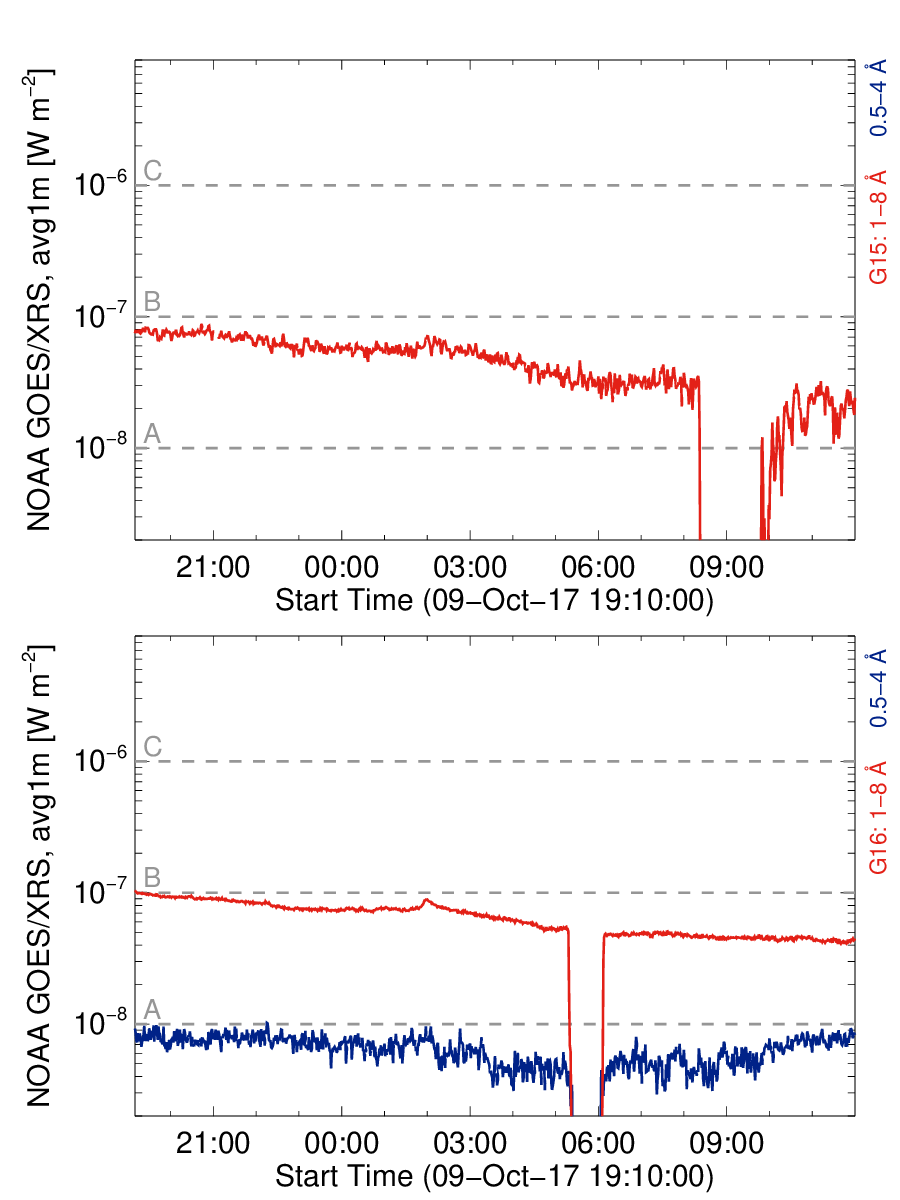 NOAA GOES/XRS, avg1m [W m⁻²]
10⁻⁶
10⁻⁷
10⁻⁸
C
B
A
G15: 1–8 Å
0.5–4 Å
21:00 00:00 03:00 06:00 09:00
Start Time (09–Oct–17 19:10:00)
NOAA GOES/XRS, avg1m [W m⁻²]
10⁻⁶
10⁻⁷
10⁻⁸
C
B
A
G16: 1–8 Å
0.5–4 Å
21:00 00:00 03:00 06:00 09:00
Start Time (09–Oct–17 19:10:00)